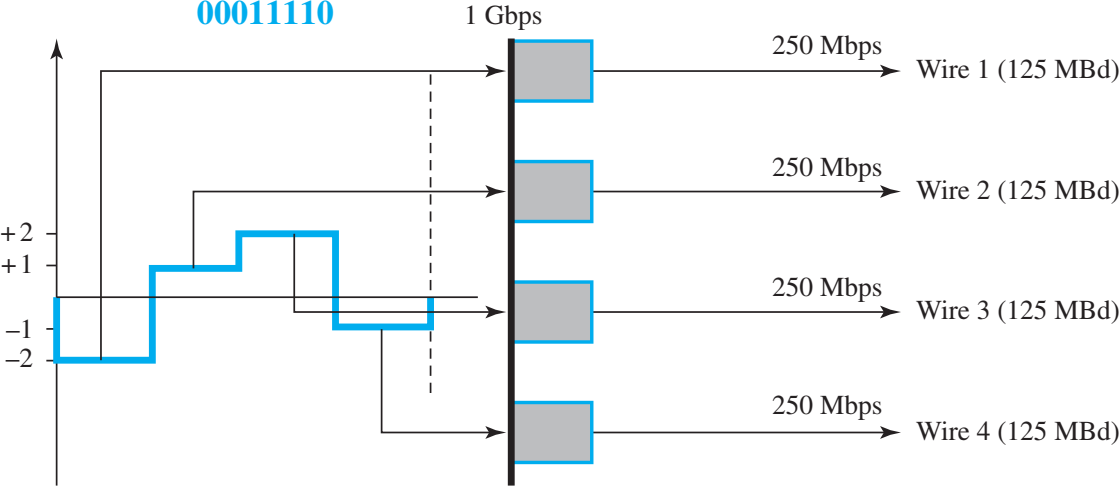 00011110
1 Gbps
250 Mbps
Wire 1 (125 MBd)
250 Mbps
Wire 2 (125 MBd)
+2
+1
250 Mbps
Wire 3 (125 MBd)
–1
–2
250 Mbps
Wire 4 (125 MBd)